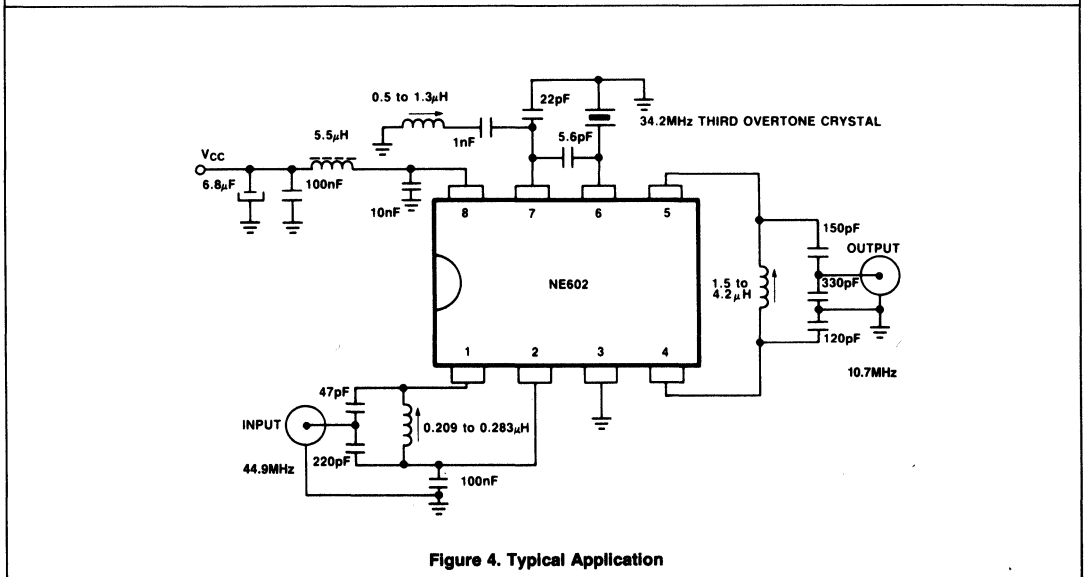 0.5 to 1.3μH
22pF
34.2MHz THIRD OVERTONE CRYSTAL
1nF
5.6pF
5.5μH
VCC
6.8μF
100nF
10nF
8
7
6
5
NE602
150pF
OUTPUT
330pF
1.5 to
4.2μH
120pF
10.7MHz
1
2
3
4
47pF
INPUT
0.209 to 0.283μH
220pF
44.9MHz
100nF
Figure 4. Typical Application